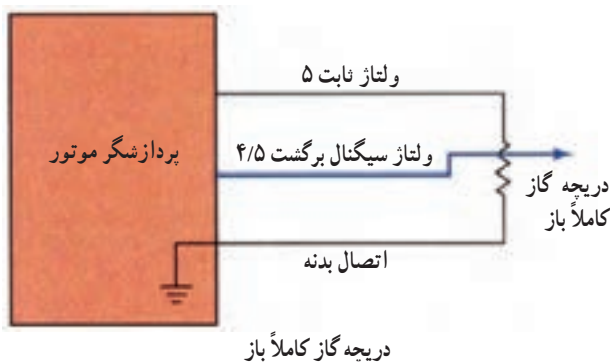 ولتاژ ثابت ۵
پردازشگر موتور
ولتاژ سیگنال برگشت ۴/۵
دریچه گاز
کاملاً باز
اتصال بدنه
دریچه گاز کاملاً باز